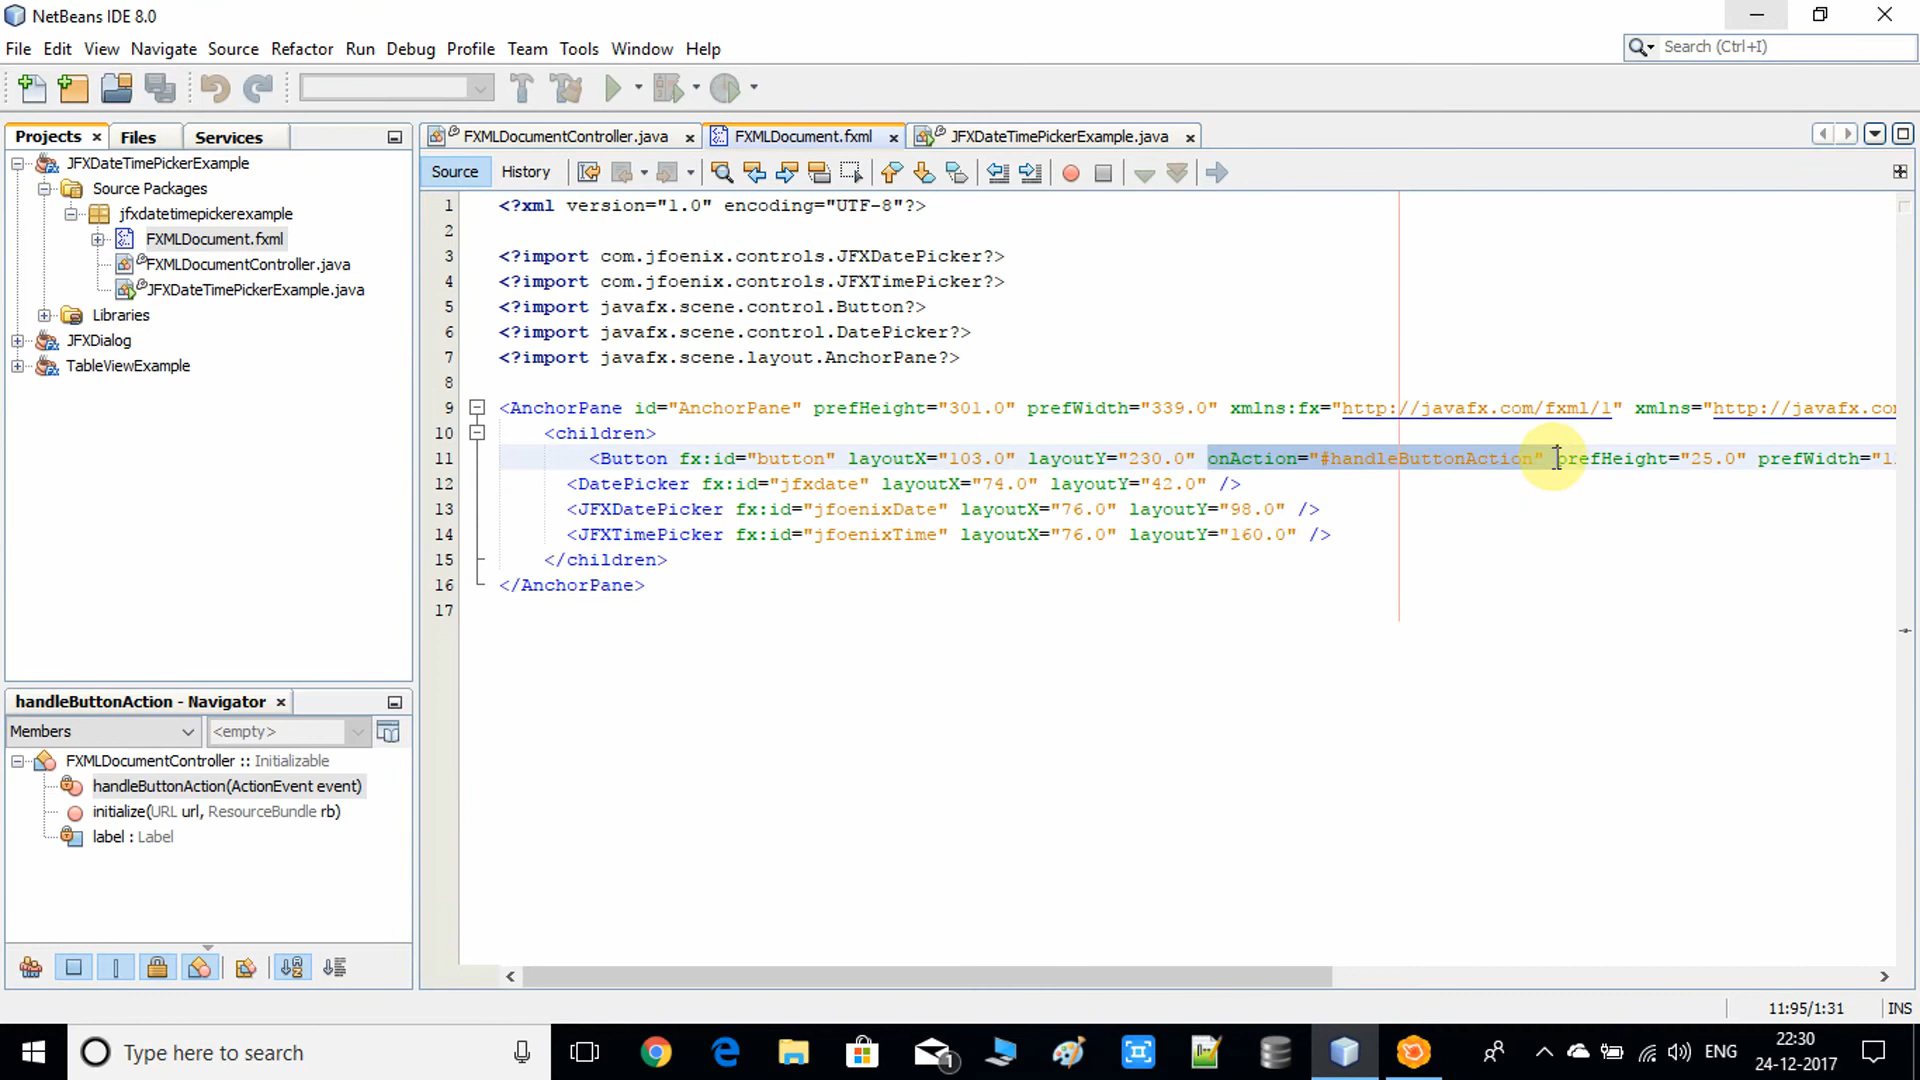 NetBeans IDE 8.0
File Edit View Navigate Source Refactor Run Debug Profile Team Tools Window Help
Search (Ctrl+I)
Projects Files Services
JFXDateTimePickerExample
Source Packages
jfxdatetimepickerexample
FXMLDocument.fxml
FXMLDocumentController.java
JFXDateTimePickerExample.java
Libraries
JFXDialog
TableViewExample
FXMLDocumentController.java FXMLDocument.fxml JFXDateTimePickerExample.java
Source History
1 <?xml version="1.0" encoding="UTF-8"?>
2
3 <?import com.jfoenix.controls.JFXDatePicker?>
4 <?import com.jfoenix.controls.JFXTimePicker?>
5 <?import javafx.scene.control.Button?>
6 <?import javafx.scene.control.DatePicker?>
7 <?import javafx.scene.layout.AnchorPane?>
8
9 <AnchorPane id="AnchorPane" prefHeight="301.0" prefWidth="339.0" xmlns:fx="http://javafx.com/fxml/1" xmlns="http://javafx.co
10 <children>
11 <Button fx:id="button" layoutX="103.0" layoutY="230.0" onAction="#handleButtonAction" prefHeight="25.0" prefWidth="1
12 <DatePicker fx:id="jfxdate" layoutX="74.0" layoutY="42.0" />
13 <JFXDatePicker fx:id="jfoenixDate" layoutX="76.0" layoutY="98.0" />
14 <JFXTimePicker fx:id="jfoenixTime" layoutX="76.0" layoutY="160.0" />
15 </children>
16 </AnchorPane>
17
handleButtonAction - Navigator
Members <empty>
FXMLDocumentController :: Initializable
handleButtonAction(ActionEvent event)
initialize(URL url, ResourceBundle rb)
label : Label
11:95/1:31 INS
Type here to search
1
ENG
22:30
24-12-2017